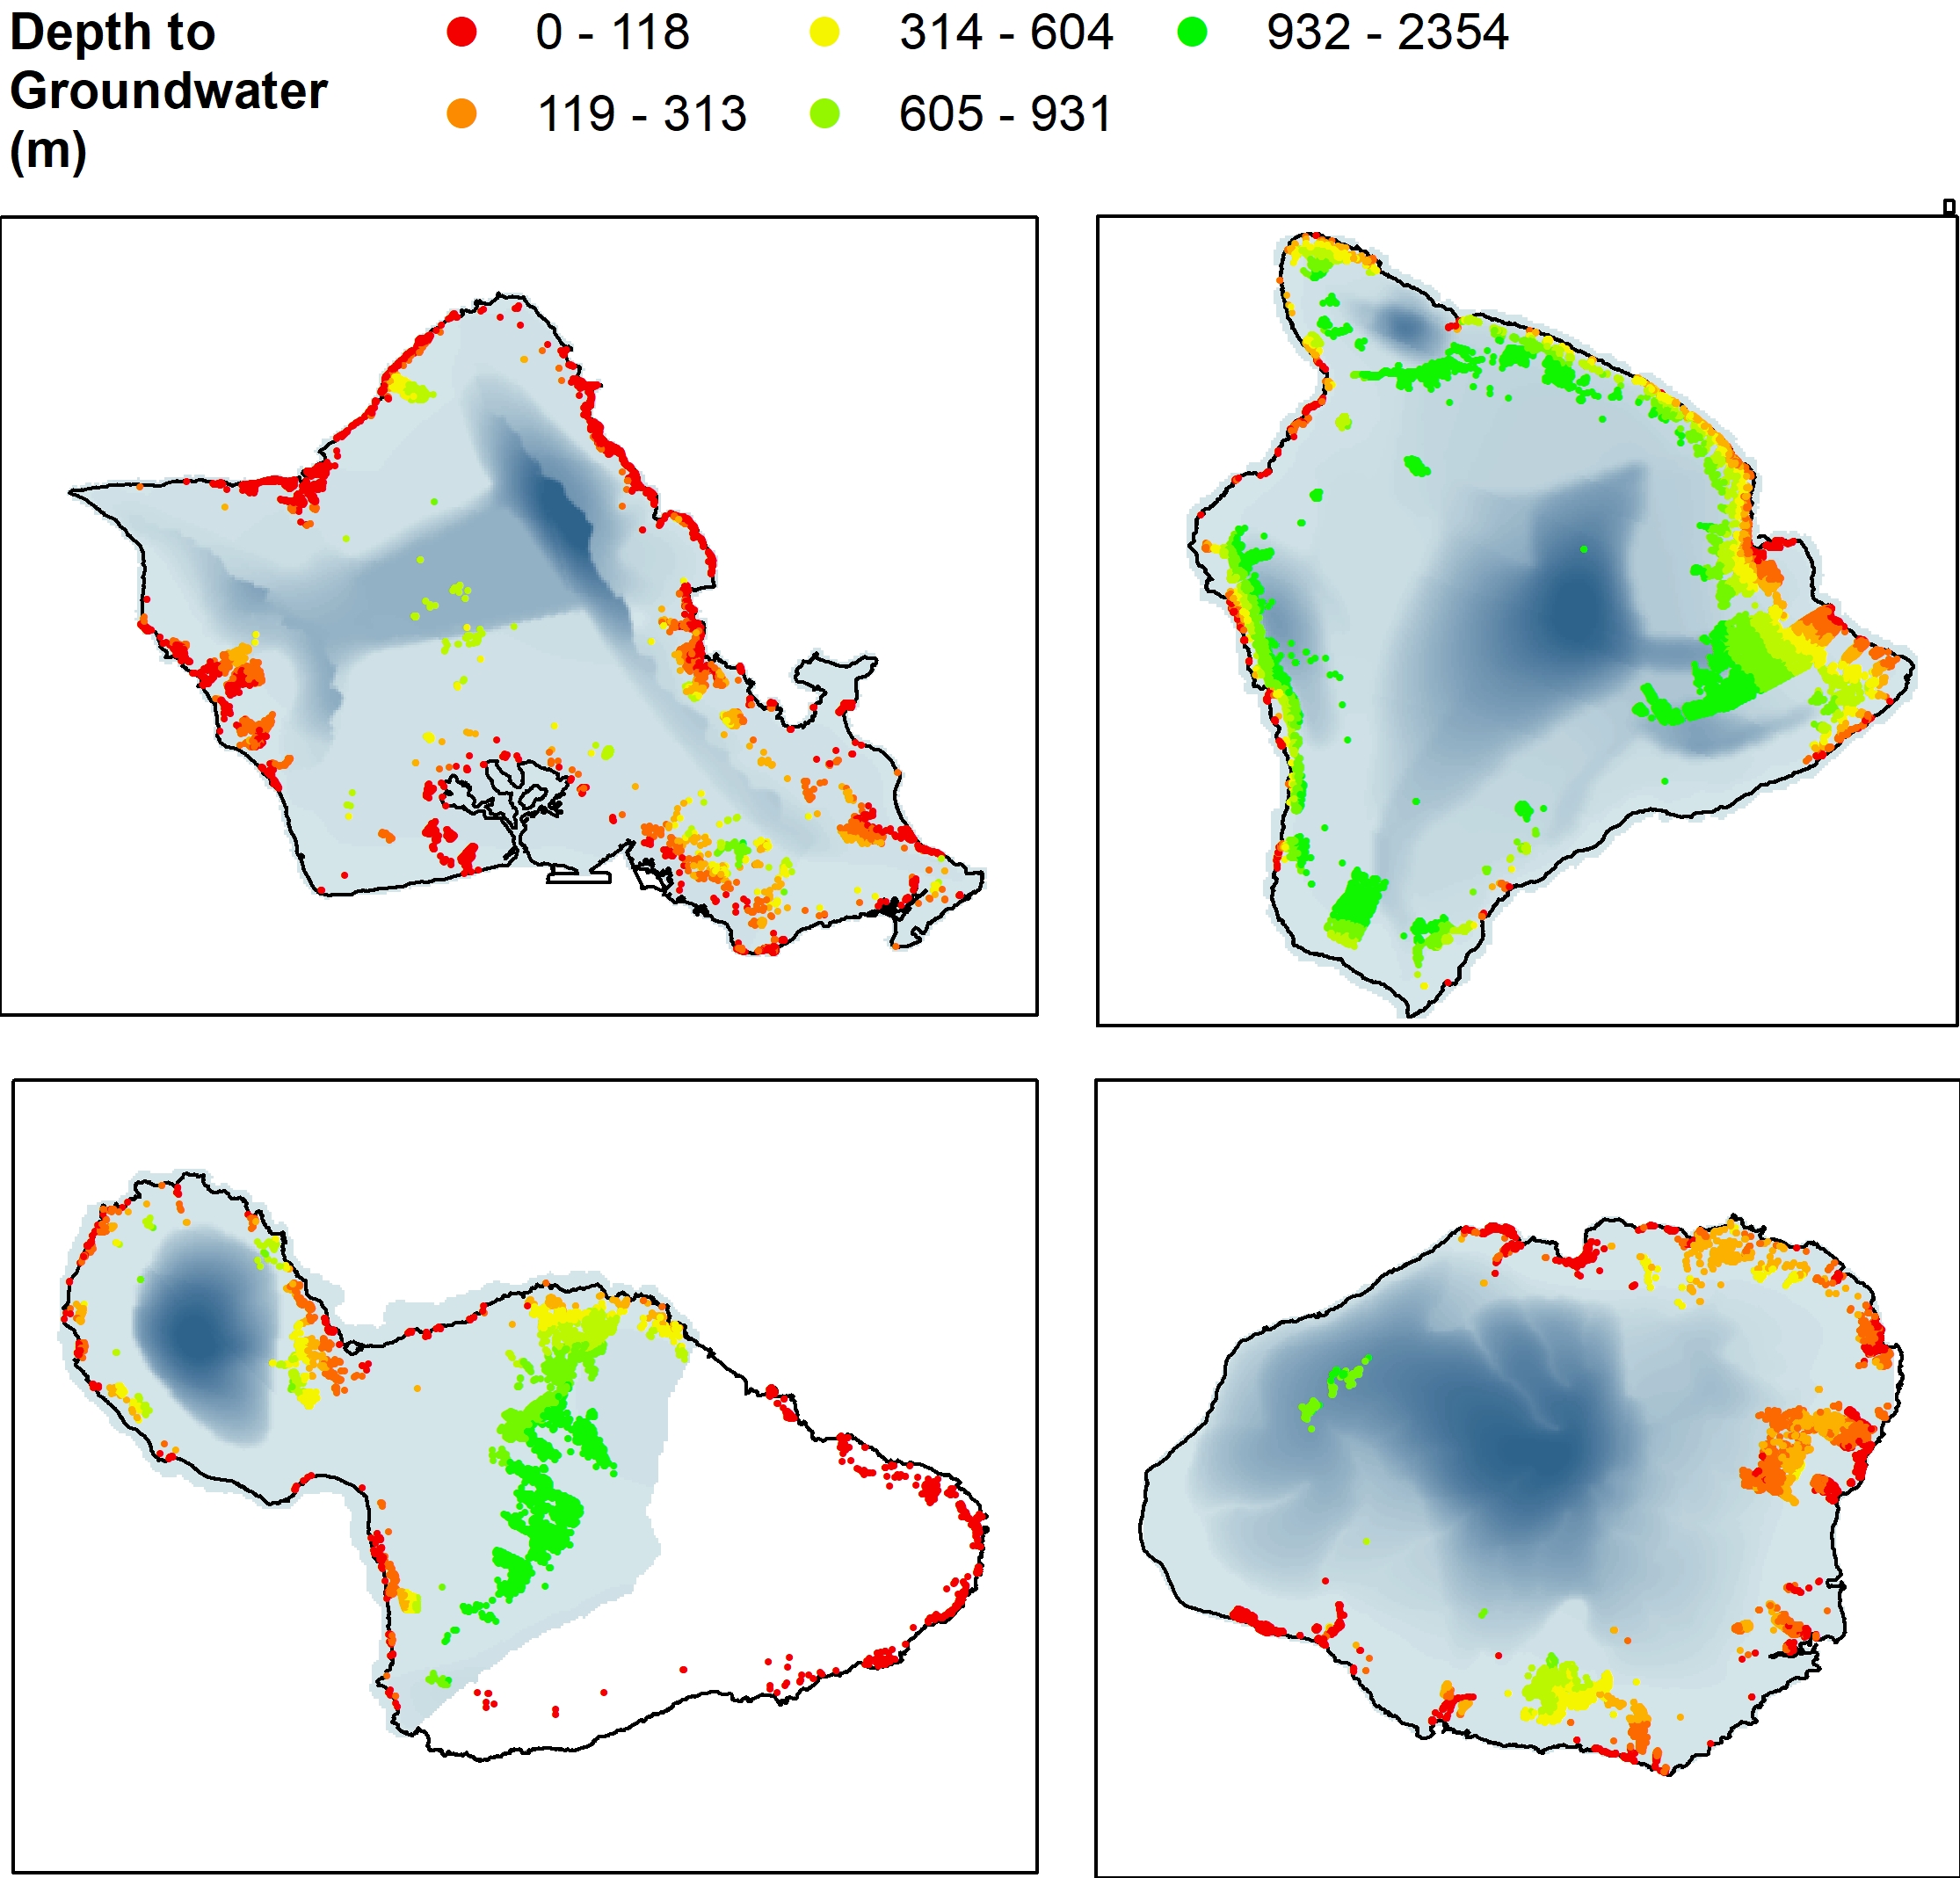 Depth to
Groundwater
(m)
0 - 118
119 - 313
314 - 604
605 - 931
932 - 2354